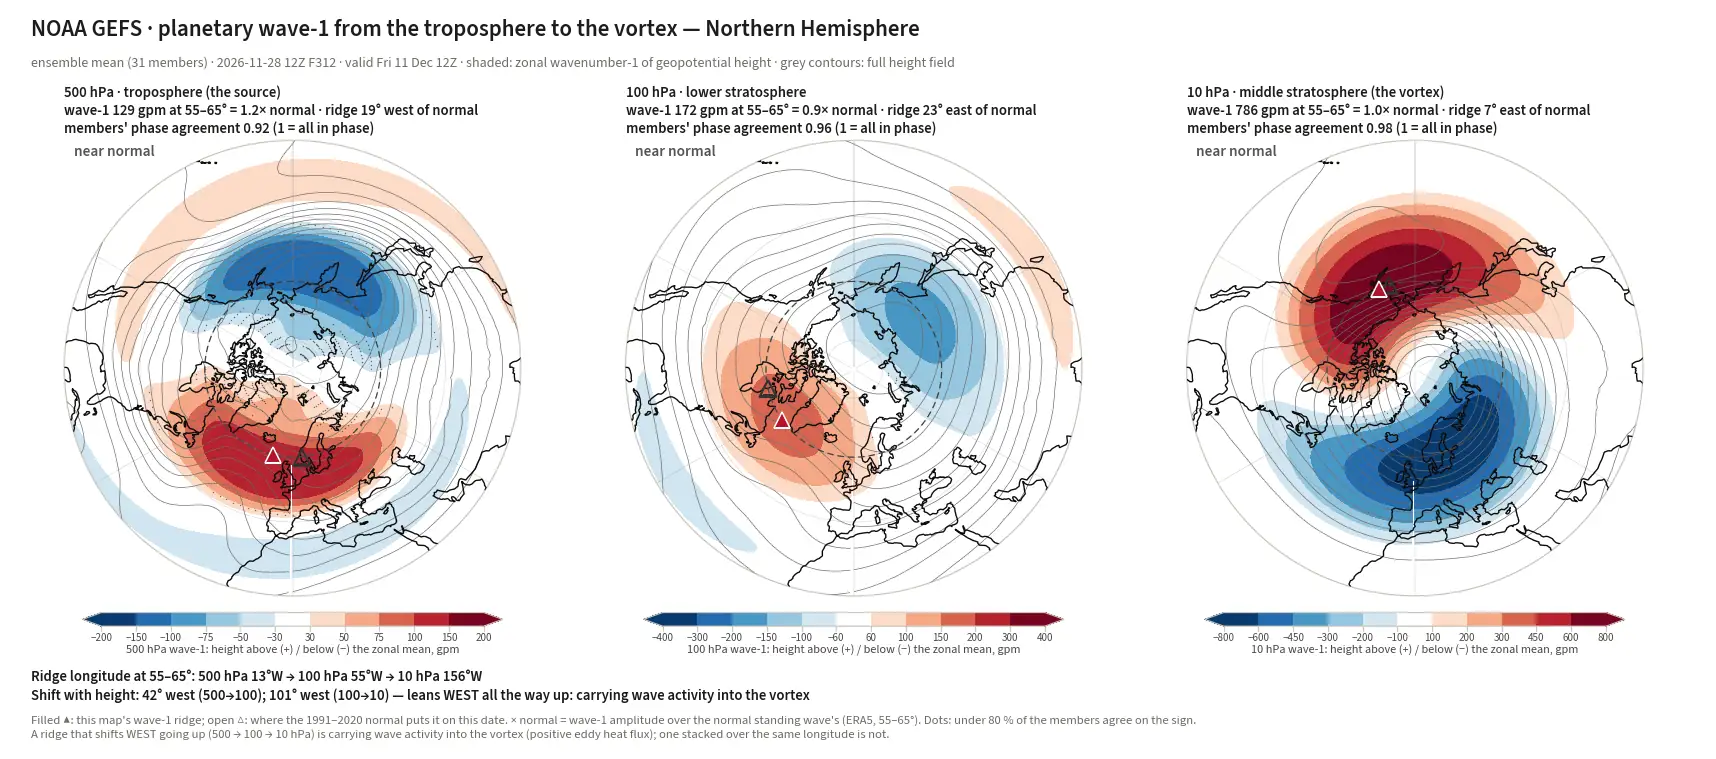 NOAA GEFS · planetary wave-1 from the troposphere to the vortex — Northern Hemisphere
ensemble mean (31 members) · 2026-11-28 12Z F312 · valid Fri 11 Dec 12Z · shaded: zonal wavenumber-1 of geopotential height · grey contours: full height field
500 hPa · troposphere (the source)
wave-1 129 gpm at 55–65° = 1.2× normal · ridge 19° west of normal
members' phase agreement 0.92 (1 = all in phase)
near normal
100 hPa · lower stratosphere
wave-1 172 gpm at 55–65° = 0.9× normal · ridge 23° east of normal
members' phase agreement 0.96 (1 = all in phase)
near normal
10 hPa · middle stratosphere (the vortex)
wave-1 786 gpm at 55–65° = 1.0× normal · ridge 7° east of normal
members' phase agreement 0.98 (1 = all in phase)
near normal
−200 −150 −100 −75 −50 −30 30 50 75 100 150 200
500 hPa wave-1: height above (+) / below (−) the zonal mean, gpm
−400 −300 −200 −150 −100 −60 60 100 150 200 300 400
100 hPa wave-1: height above (+) / below (−) the zonal mean, gpm
−800 −600 −450 −300 −200 −100 100 200 300 450 600 800
10 hPa wave-1: height above (+) / below (−) the zonal mean, gpm
Ridge longitude at 55–65°: 500 hPa 13°W → 100 hPa 55°W → 10 hPa 156°W
Shift with height: 42° west (500→100); 101° west (100→10) — leans WEST all the way up: carrying wave activity into the vortex
Filled ▲: this map's wave-1 ridge; open △: where the 1991–2020 normal puts it on this date. × normal = wave-1 amplitude over the normal standing wave's (ERA5, 55–65°). Dots: under 80 % of the members agree on the sign.
A ridge that shifts WEST going up (500 → 100 → 10 hPa) is carrying wave activity into the vortex (positive eddy heat flux); one stacked over the same longitude is not.